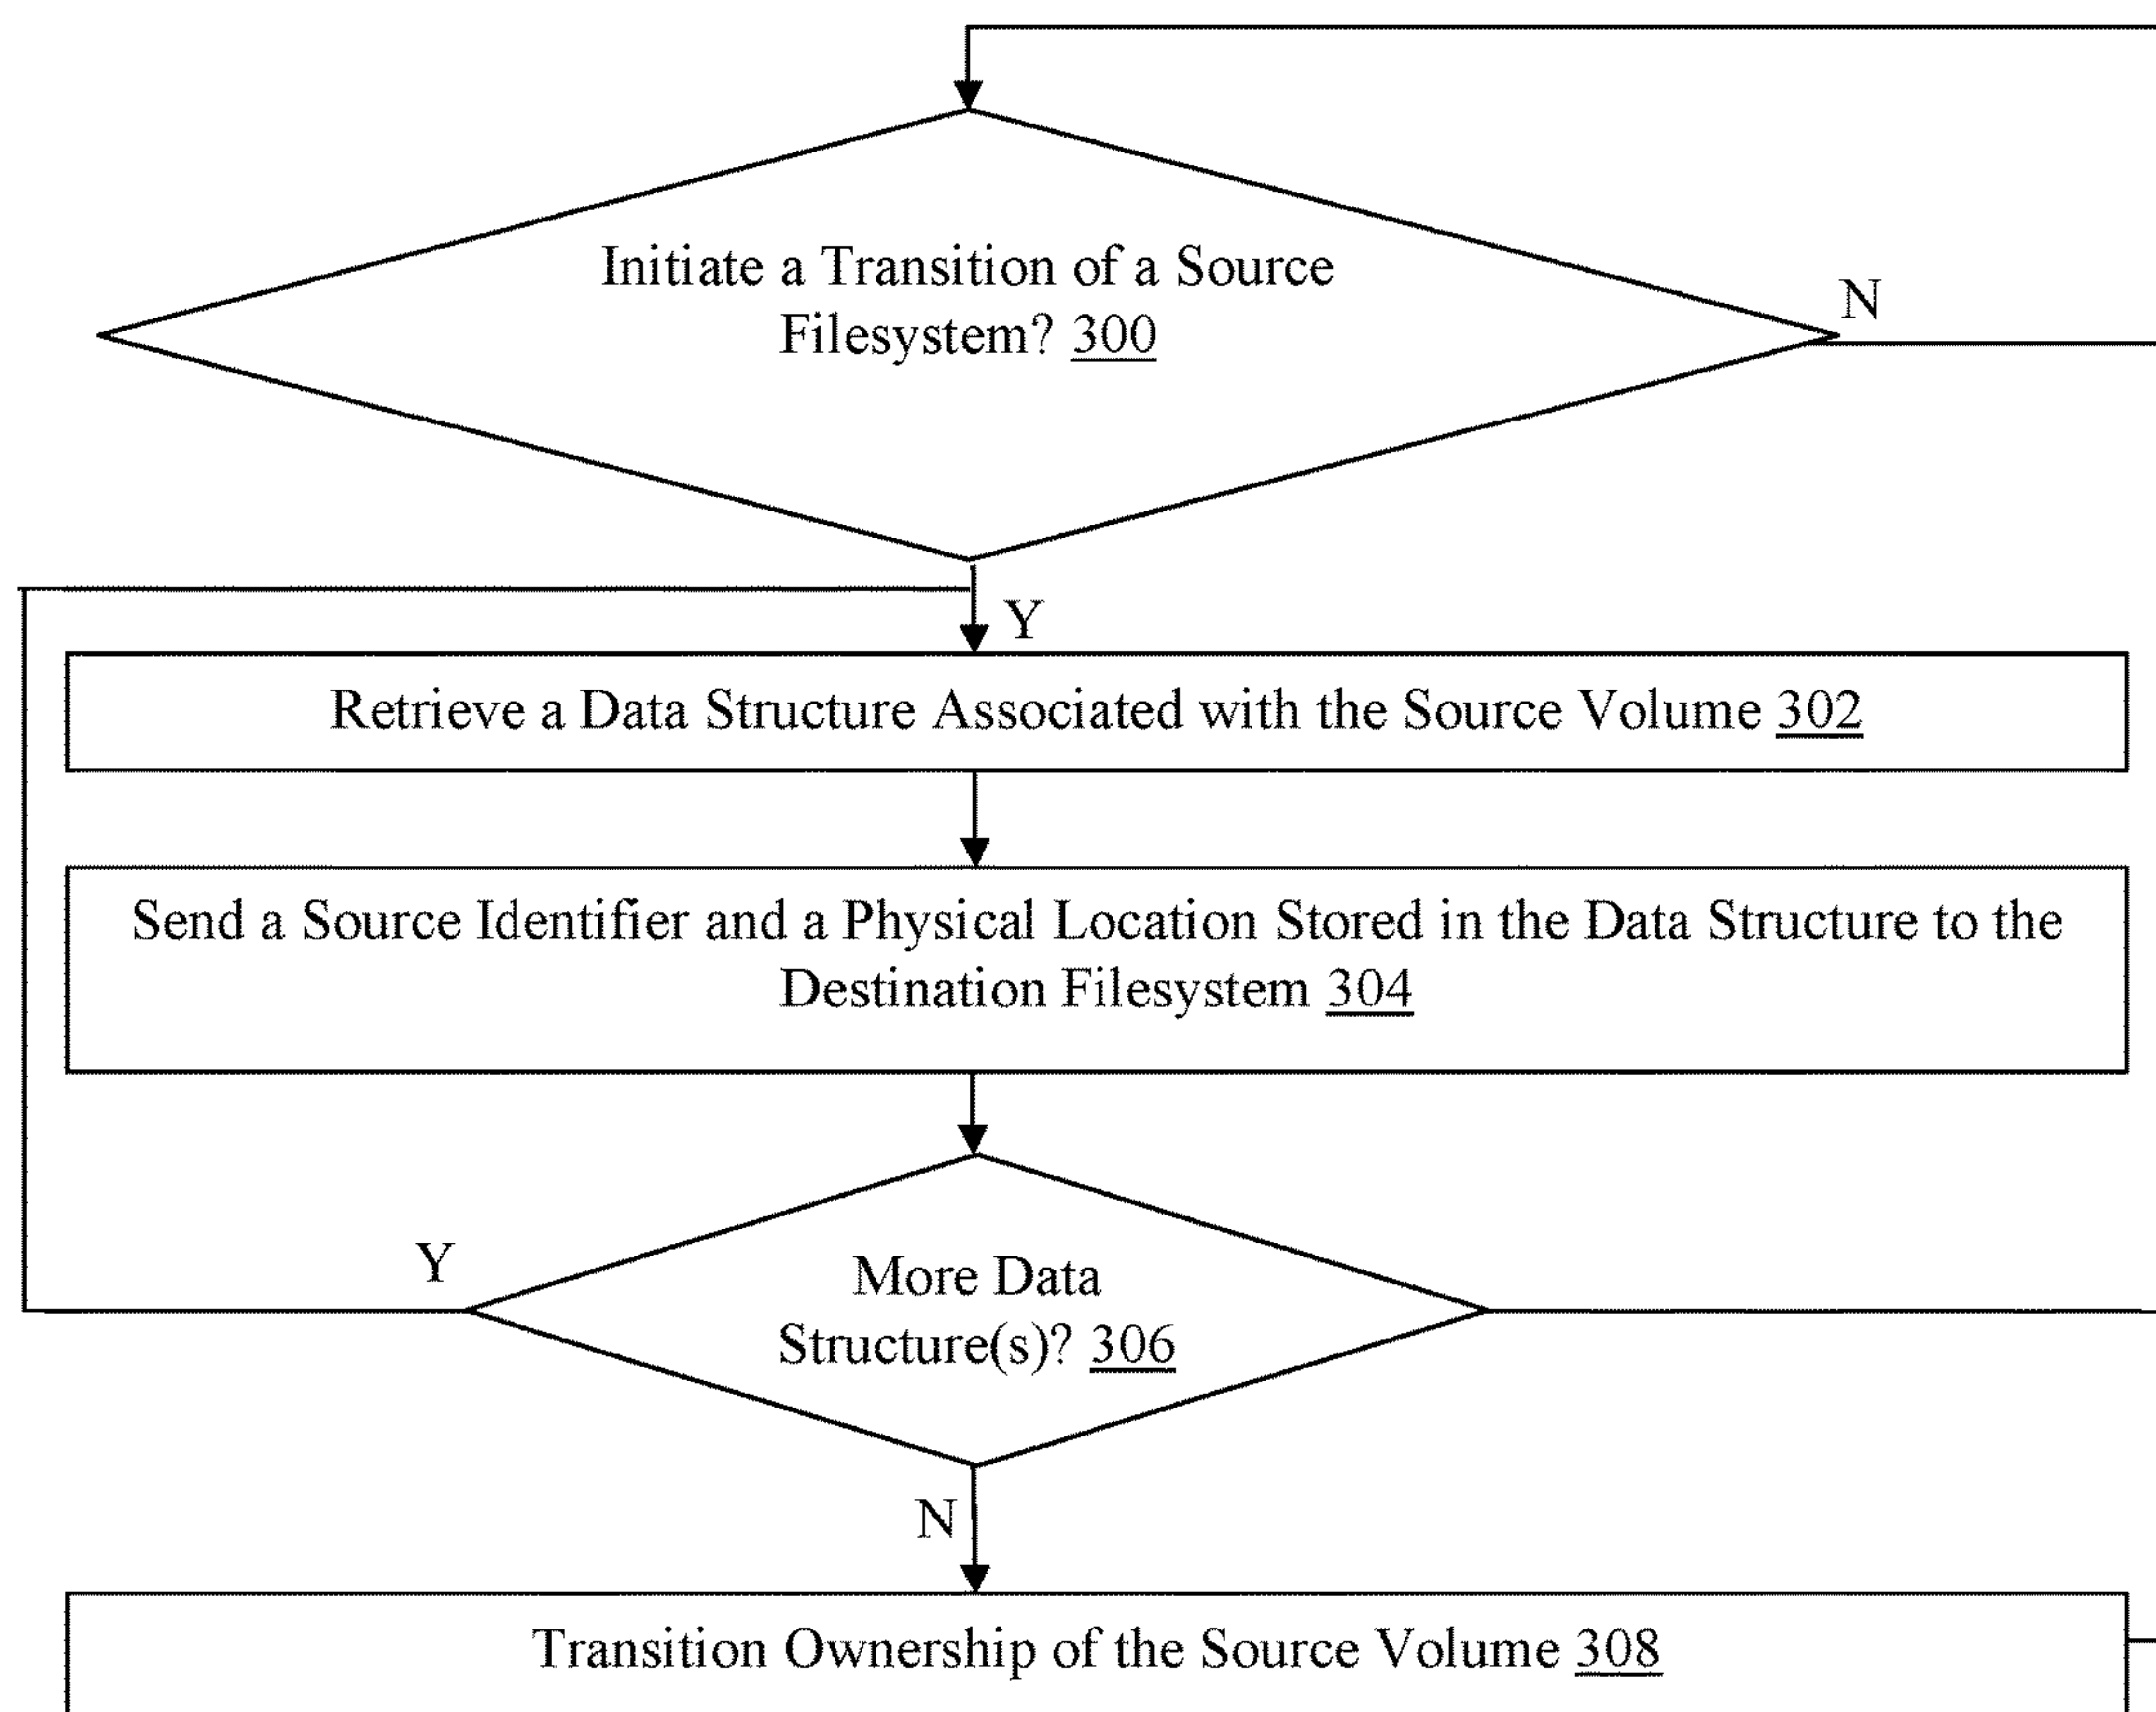 Initiate a Transition of a Source
Filesystem? 300
N
Y
Retrieve a Data Structure Associated with the Source Volume 302
Send a Source Identifier and a Physical Location Stored in the Data Structure to the
Destination Filesystem 304
Y
More Data
Structure(s)? 306
N
Transition Ownership of the Source Volume 308